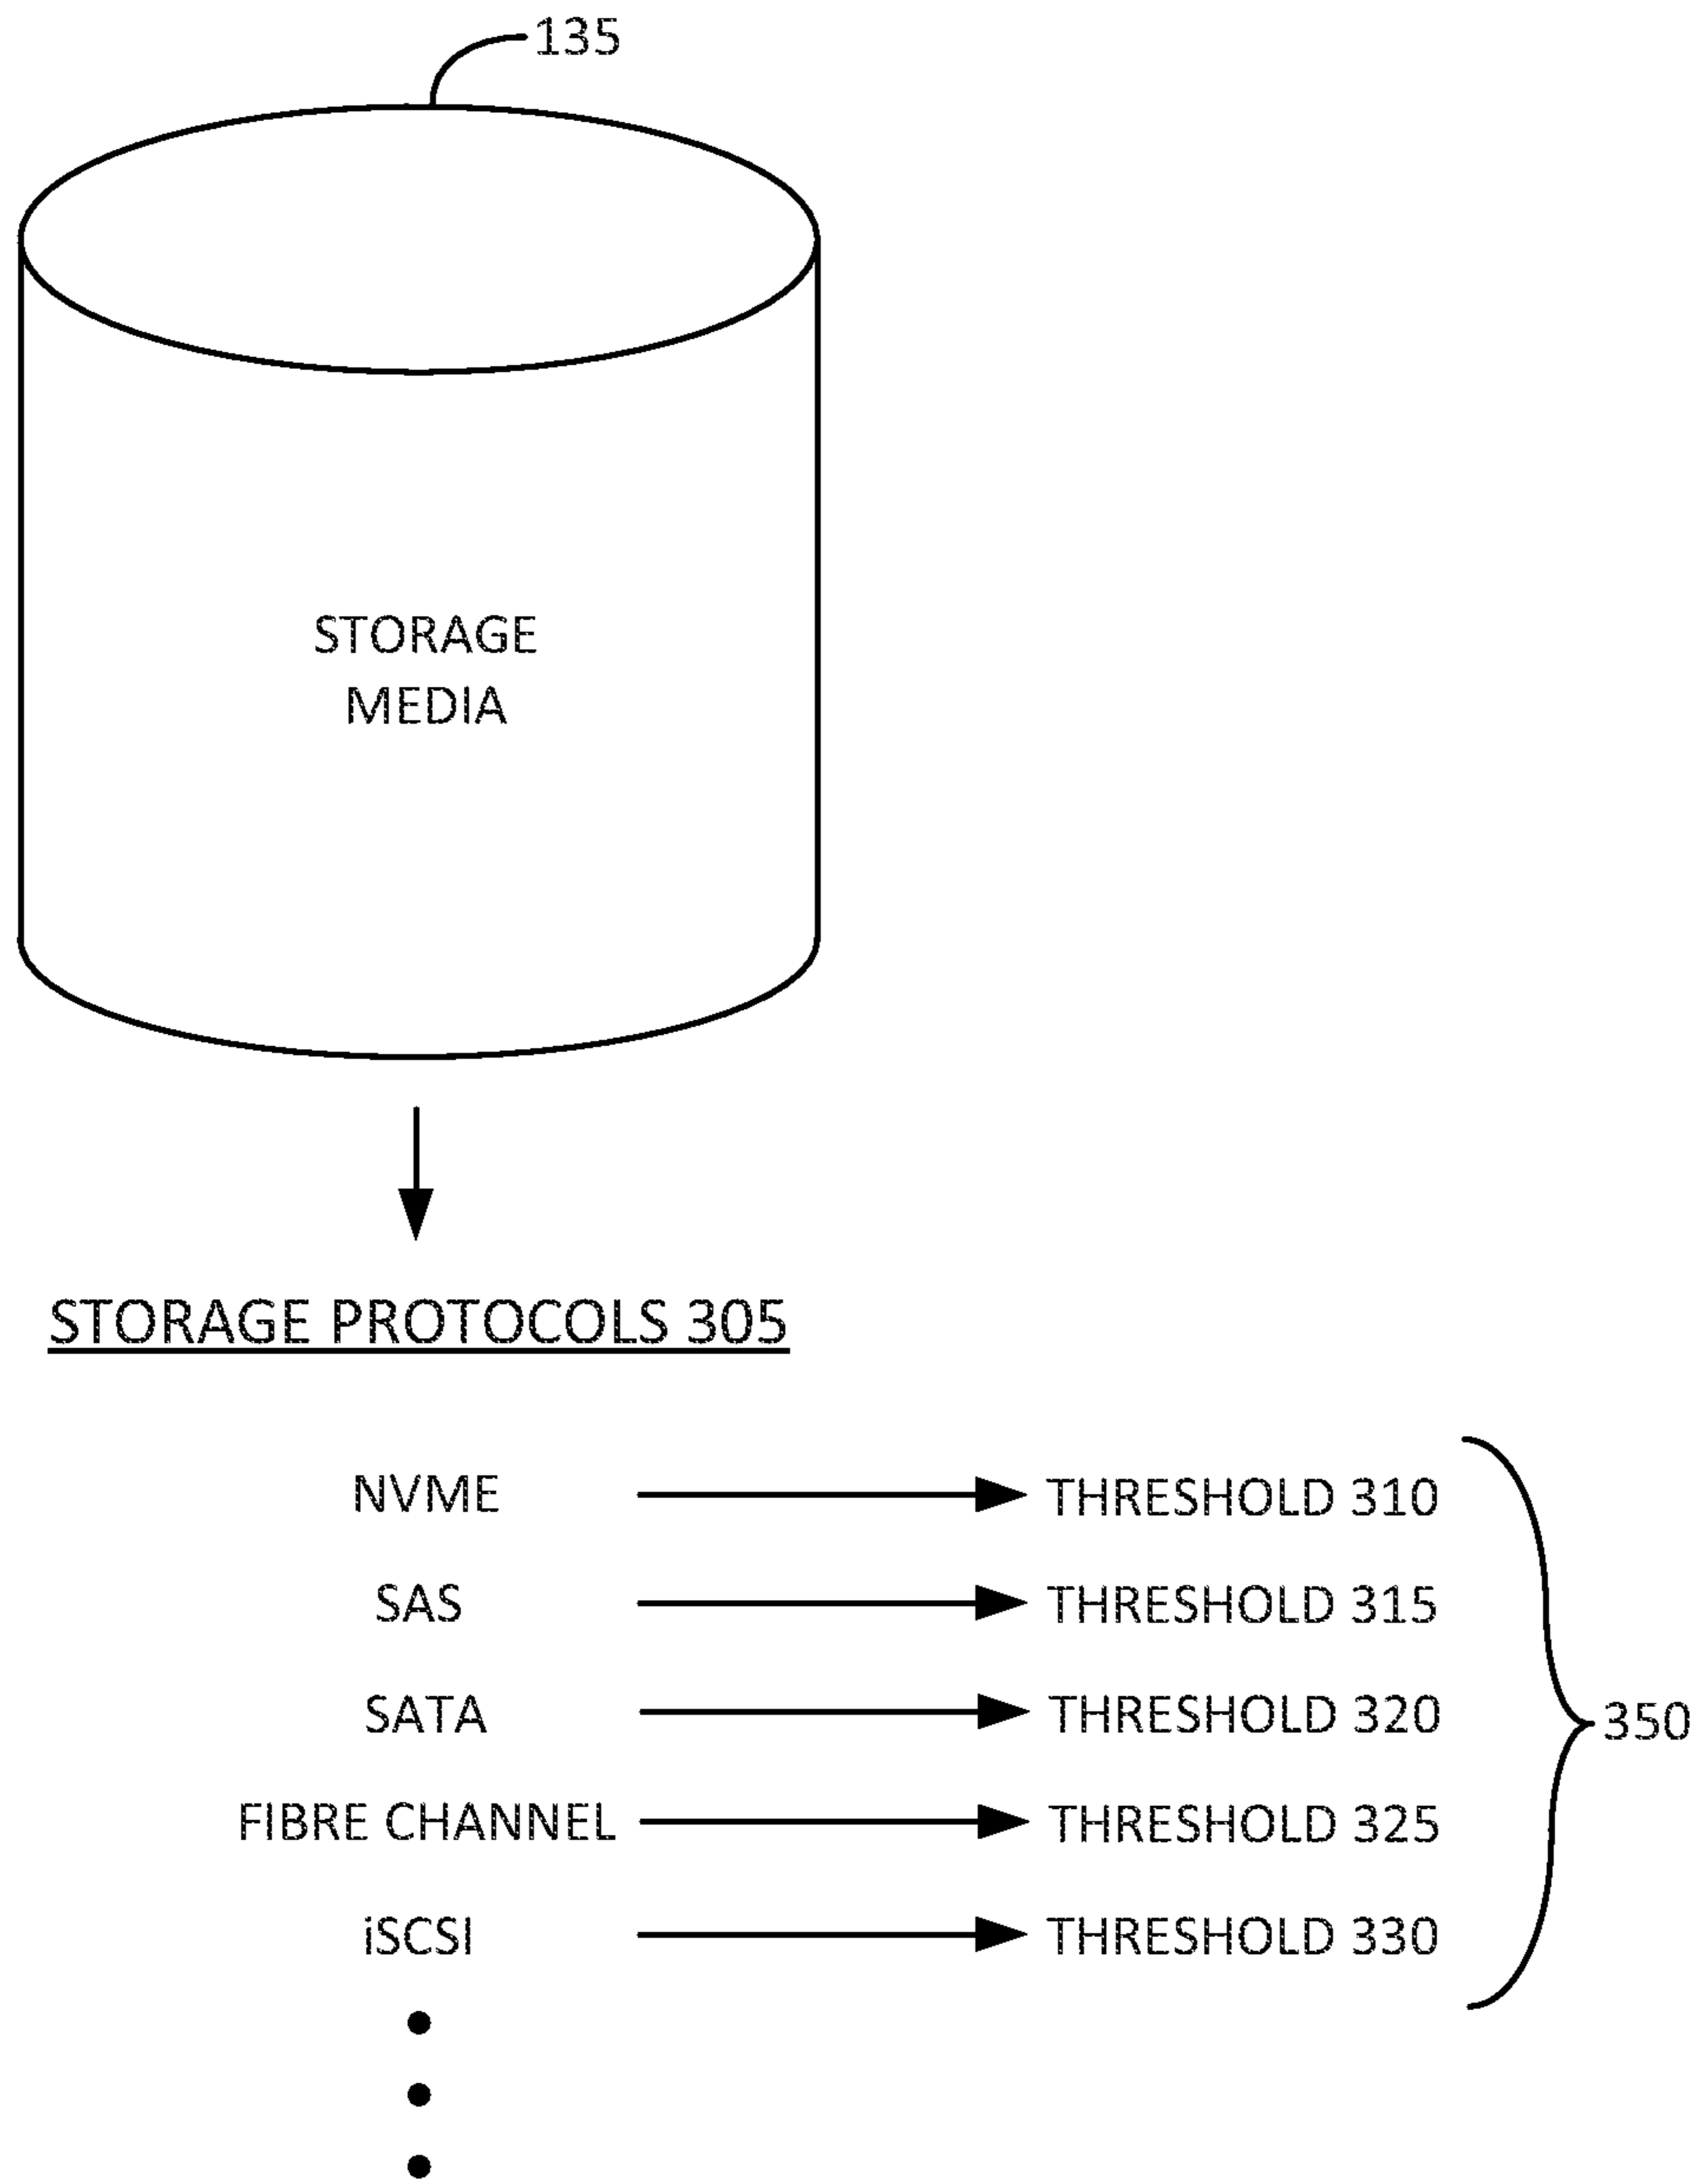 135
STORAGE
MEDIA
STORAGE PROTOCOLS 305
NVME THRESHOLD 310
SAS THRESHOLD 315
SATA THRESHOLD 320
350
FIBRE CHANNEL THRESHOLD 325
iSCSI THRESHOLD 330